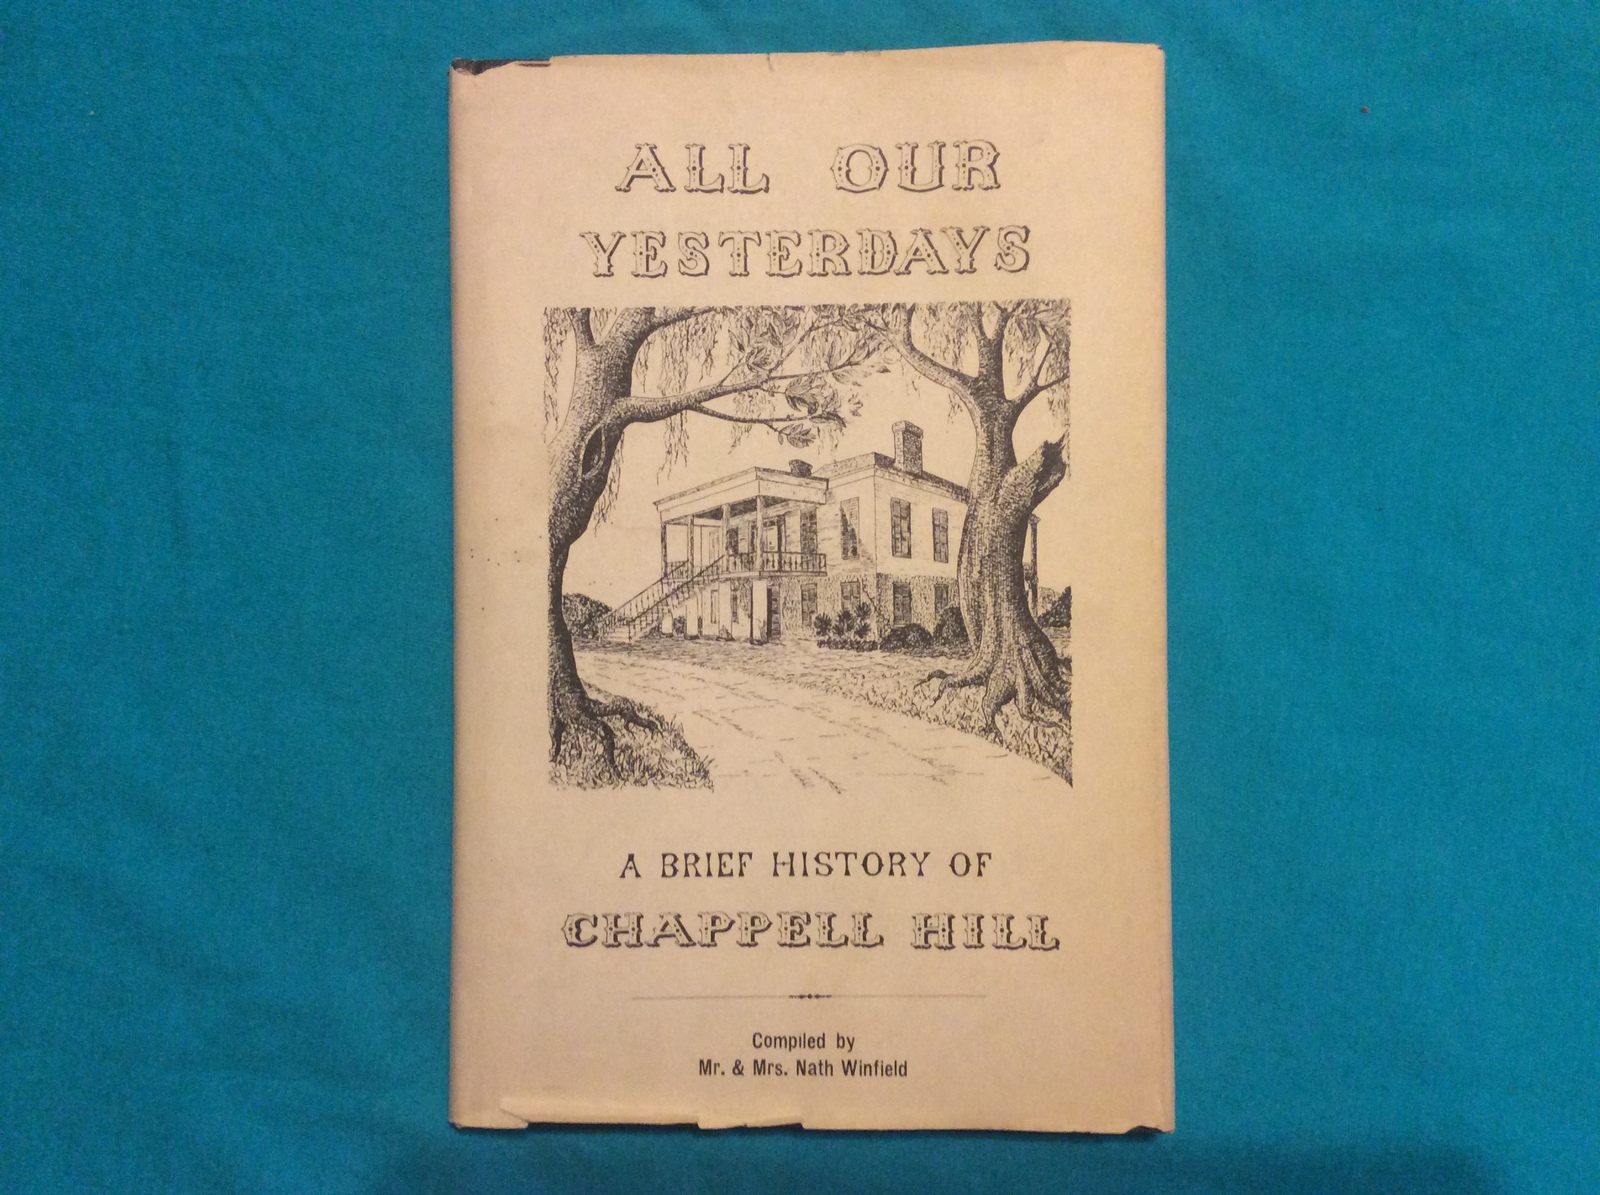 ALL OUR
YESTERDAYS
A BRIEF HISTORY OF
CHAPPELL HILL
Compiled by
Mr. & Mrs. Nath Winfield